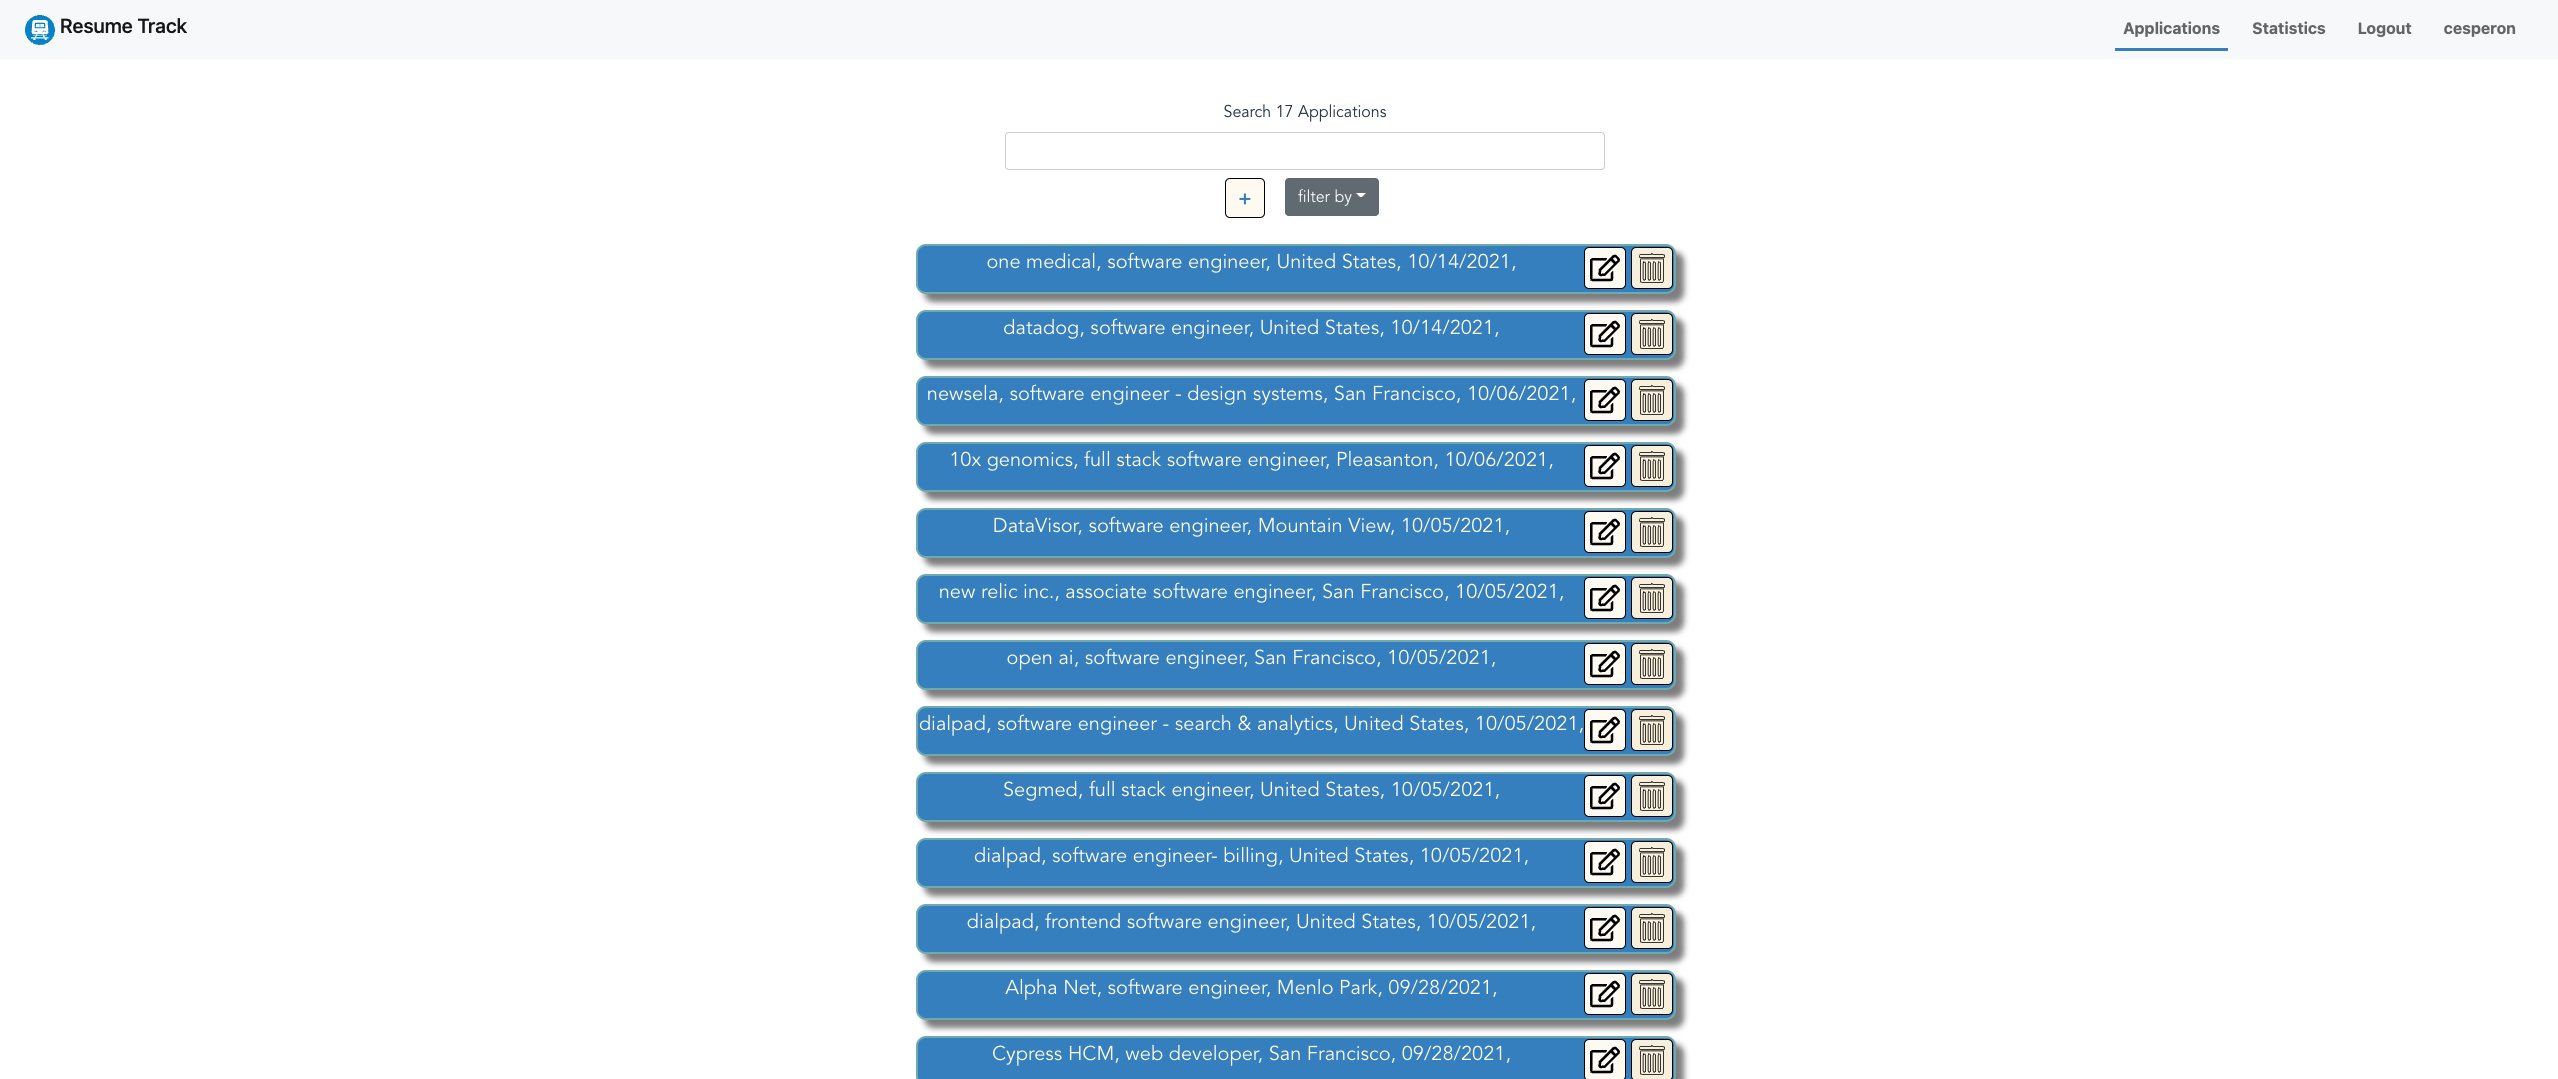 Resume Track
Applications Statistics Logout cesperon
Search 17 Applications
+ filter by
one medical, software engineer, United States, 10/14/2021,
datadog, software engineer, United States, 10/14/2021,
newsela, software engineer - design systems, San Francisco, 10/06/2021,
10x genomics, full stack software engineer, Pleasanton, 10/06/2021,
DataVisor, software engineer, Mountain View, 10/05/2021,
new relic inc., associate software engineer, San Francisco, 10/05/2021,
open ai, software engineer, San Francisco, 10/05/2021,
dialpad, software engineer - search & analytics, United States, 10/05/2021,
Segmed, full stack engineer, United States, 10/05/2021,
dialpad, software engineer- billing, United States, 10/05/2021,
dialpad, frontend software engineer, United States, 10/05/2021,
Alpha Net, software engineer, Menlo Park, 09/28/2021,
Cypress HCM, web developer, San Francisco, 09/28/2021,